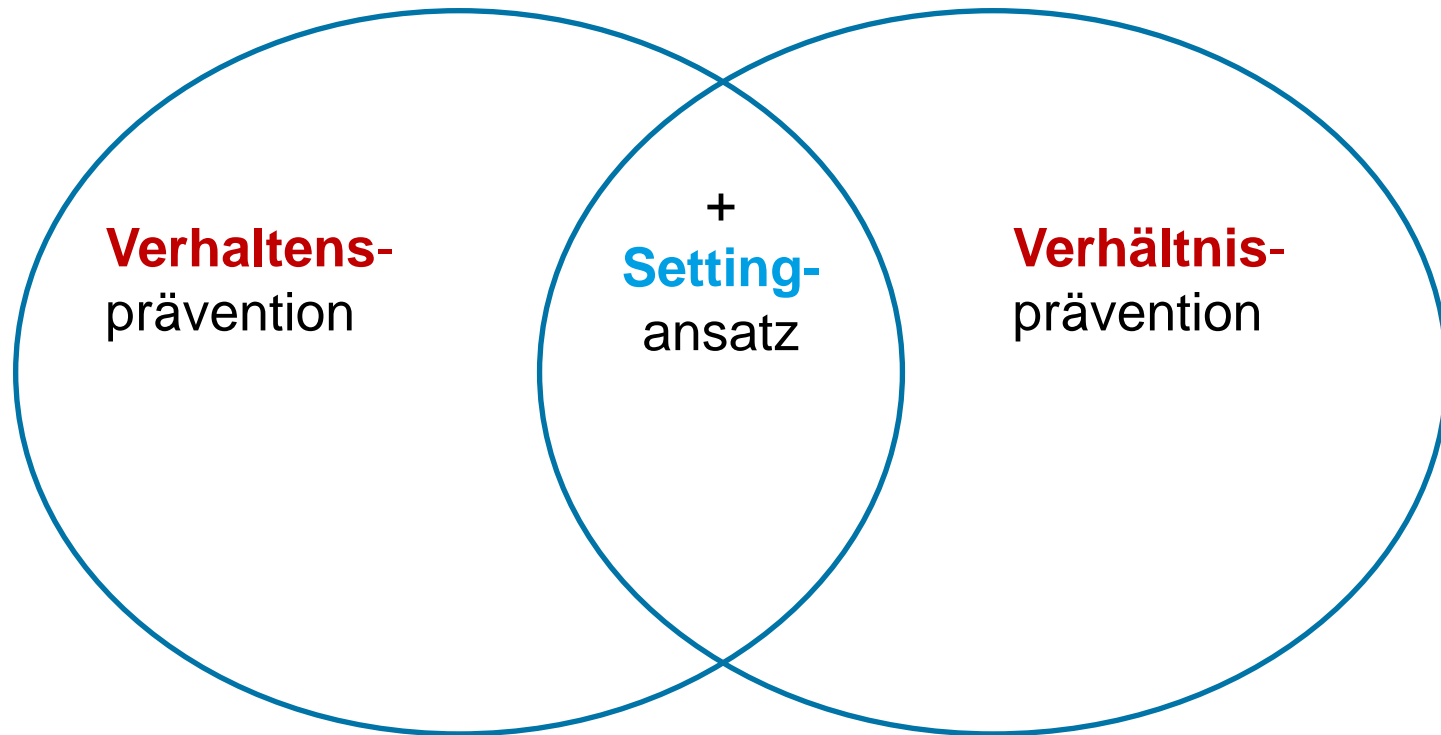 Verhaltens-
prävention
+
Setting-
ansatz
Verhältnis-
prävention